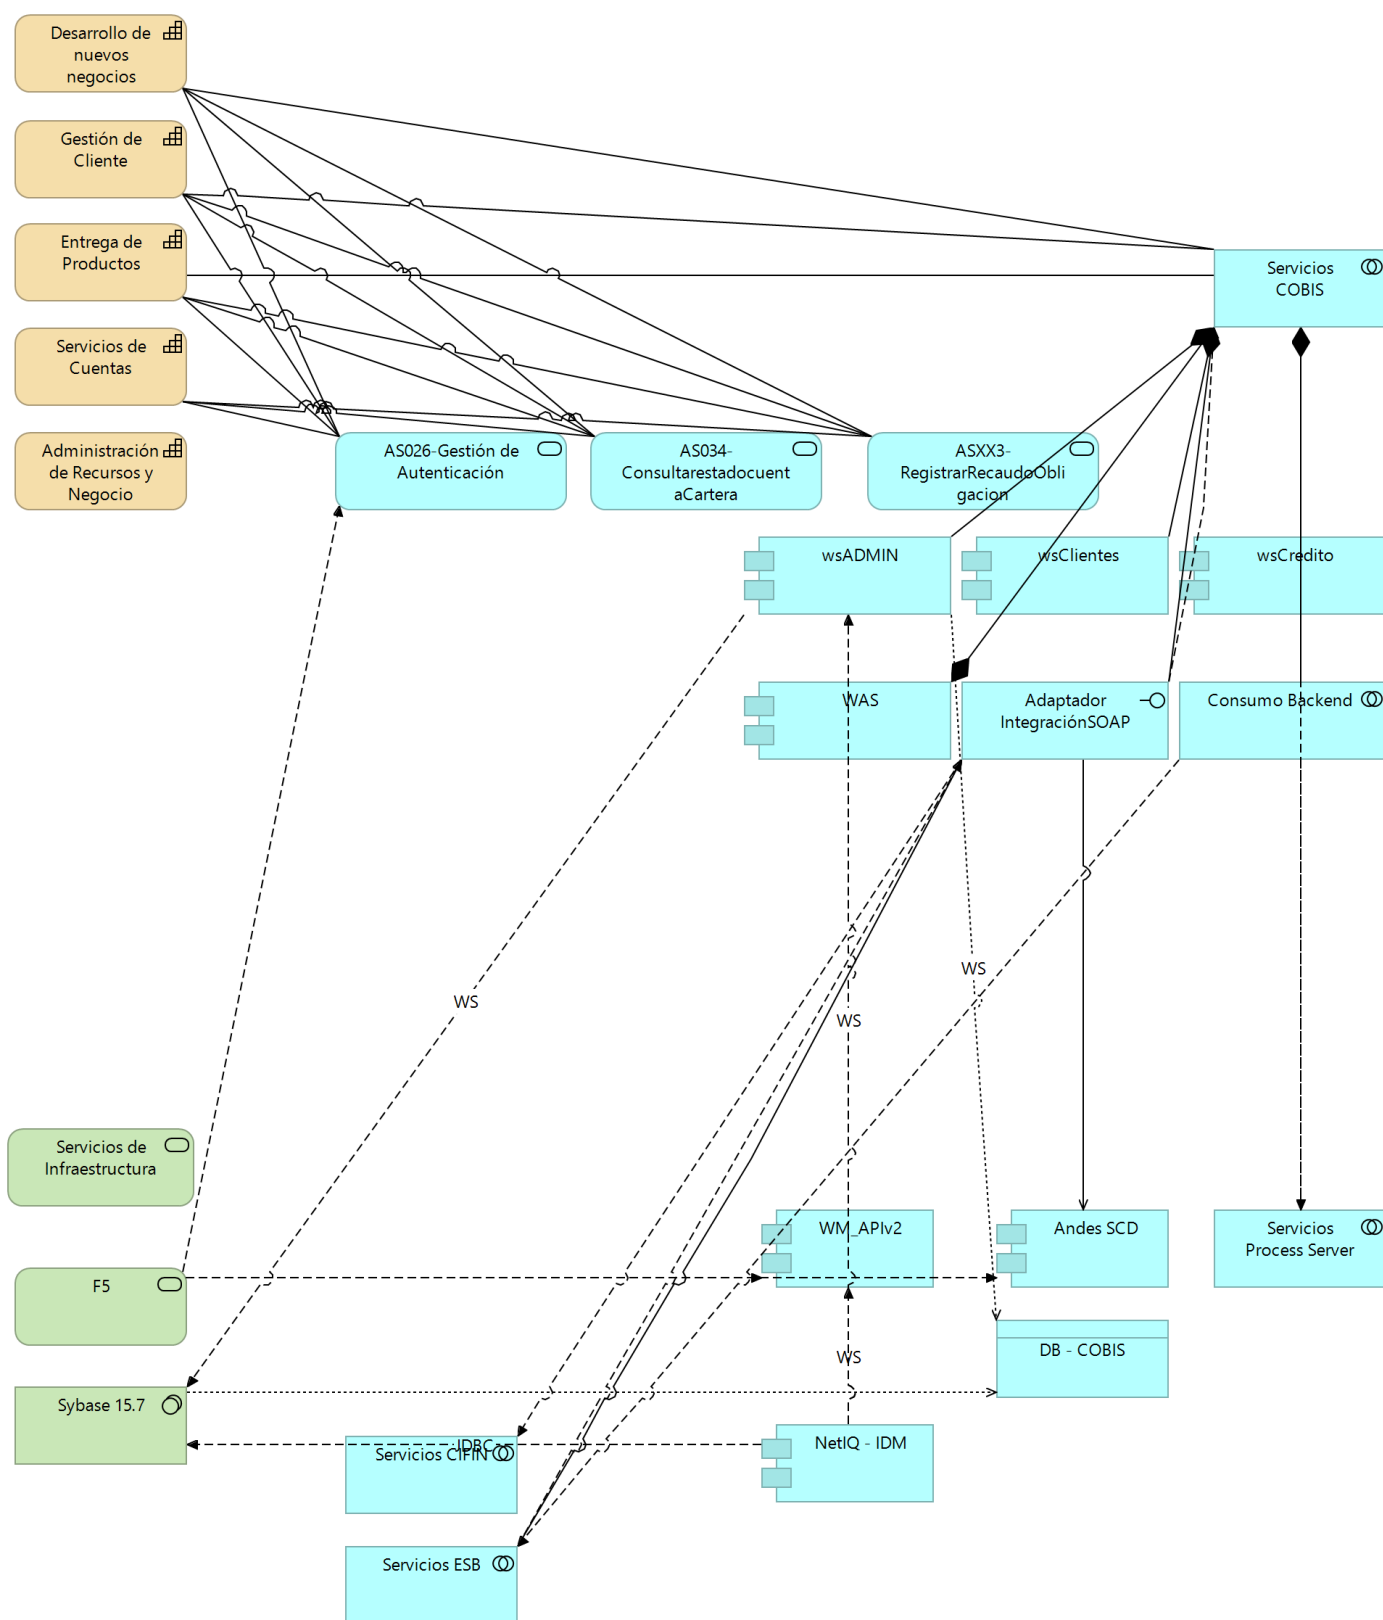 Desarrollo de
nuevos
negocios
Gestión de
Cliente
Entrega de
Productos
Servicios
COBIS
Servicios de
Cuentas
Administración
de Recursos y
Negocio
AS026-Gestión de
Autenticación
AS034-
Consultarestadocuent
aCartera
ASXX3-
RegistrarRecaudoObli
gacion
wsADMIN
wsClientes
wsCredito
WAS
Adaptador
IntegraciónSOAP
Consumo Backend
WS
WS
WS
Servicios de
Infraestructura
WM_APIv2
Andes SCD
Servicios
Process Server
F5
DB - COBIS
WS
Sybase 15.7
JDBC
Servicios CIFIN
NetIQ - IDM
Servicios ESB